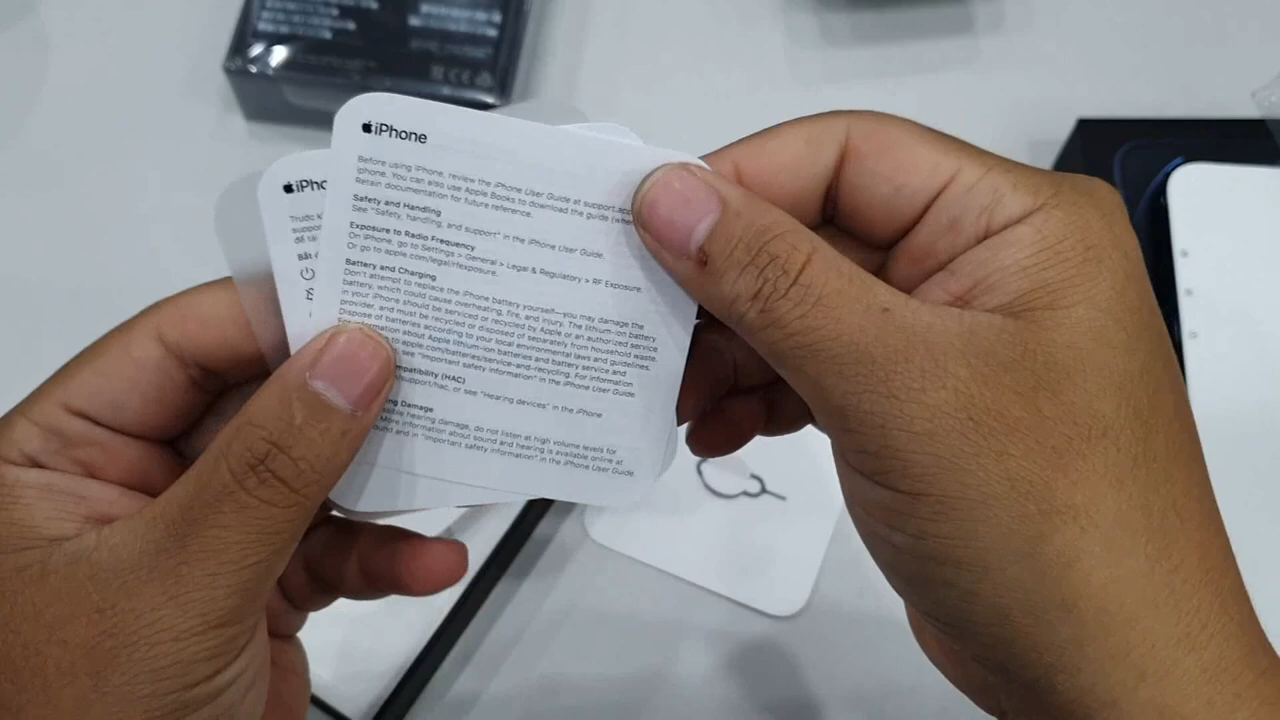 iPhone
Before using iPhone, review the iPhone User Guide at support.app
iphone. You can also use Apple Books to download the guide (whe
Retain documentation for future reference.
Safety and Handling
See "Safety, handling, and support" in the iPhone User Guide.
Exposure to Radio Frequency
On iPhone, go to Settings > General > Legal & Regulatory > RF Exposure.
Or go to apple.com/legal/rfexposure.
Battery and Charging
Don't attempt to replace the iPhone battery yourself—you may damage the
battery, which could cause overheating, fire, and injury. The lithium-ion battery
in your iPhone should be serviced or recycled by Apple or an authorized service
provider, and must be recycled or disposed of separately from household waste.
Dispose of batteries according to your local environmental laws and guidelines.
For information about Apple lithium-ion batteries and battery service and
to apple.com/batteries/service-and-recycling. For information
see "Important safety information" in the iPhone User Guide.
mpatibility (HAC)
/support/hac, or see "Hearing devices" in the iPhone
ing Damage
sible hearing damage, do not listen at high volume levels for
More information about sound and hearing is available online at
ound and in "Important safety information" in the iPhone User Guide.
iPho
Trước k
suppor
để tải
Bắt